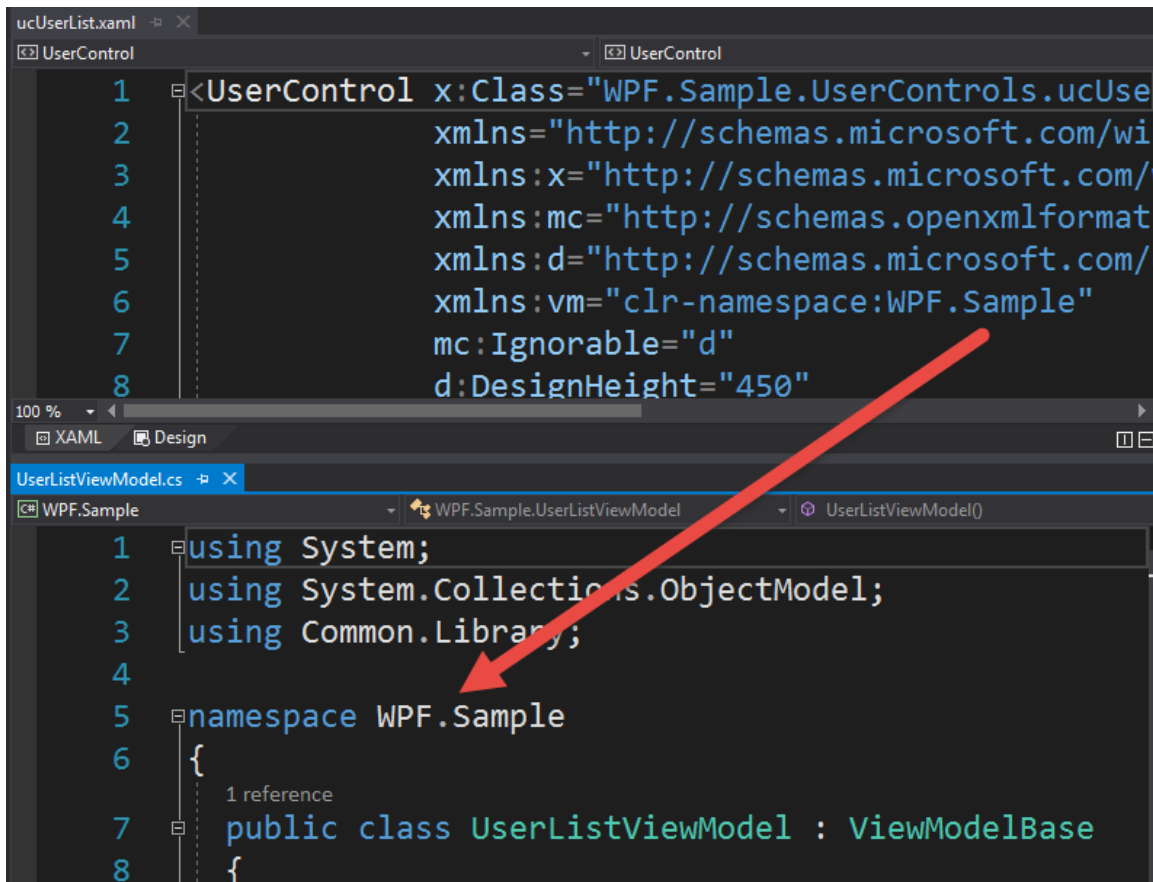 ucUserList.xaml
UserControl UserControl
1 <UserControl x:Class="WPF.Sample.UserControls.ucUse
2 xmlns="http://schemas.microsoft.com/wi
3 xmlns:x="http://schemas.microsoft.com/
4 xmlns:mc="http://schemas.openxmlformat
5 xmlns:d="http://schemas.microsoft.com/
6 xmlns:vm="clr-namespace:WPF.Sample"
7 mc:Ignorable="d"
8 d:DesignHeight="450"
100 %
XAML Design
UserListViewModel.cs
C# WPF.Sample WPF.Sample.UserListViewModel UserListViewModel()
1 using System;
2 using System.Collections.ObjectModel;
3 using Common.Library;
4
5 namespace WPF.Sample
6 {
1 reference
7 public class UserListViewModel : ViewModelBase
8 {